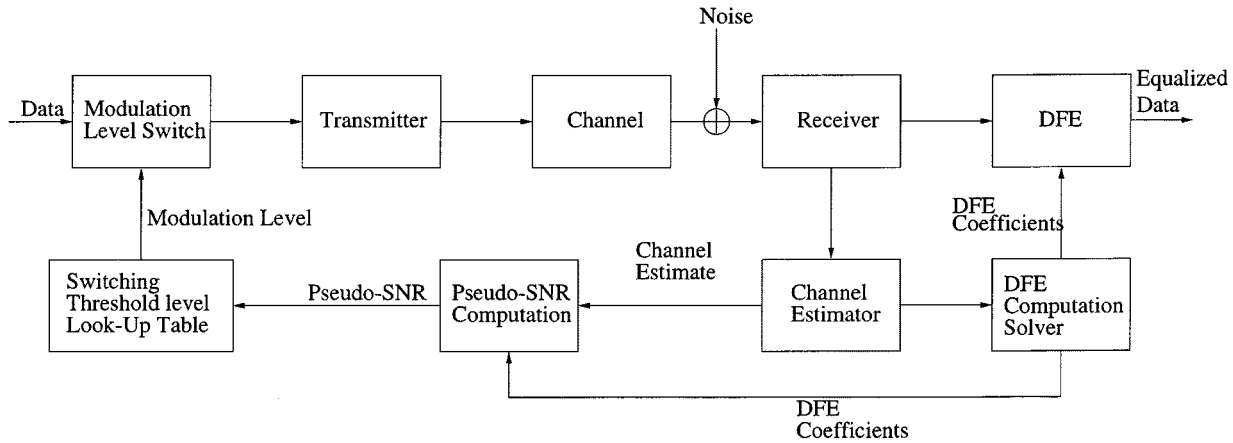 Noise
Data
Modulation
Level Switch
Transmitter
Channel
Receiver
DFE
Equalized
Data
Modulation Level
DFE
Coefficients
Switching
Threshold level
Look-Up Table
Pseudo-SNR
Pseudo-SNR
Computation
Channel
Estimate
Channel
Estimator
DFE
Computation
Solver
DFE
Coefficients